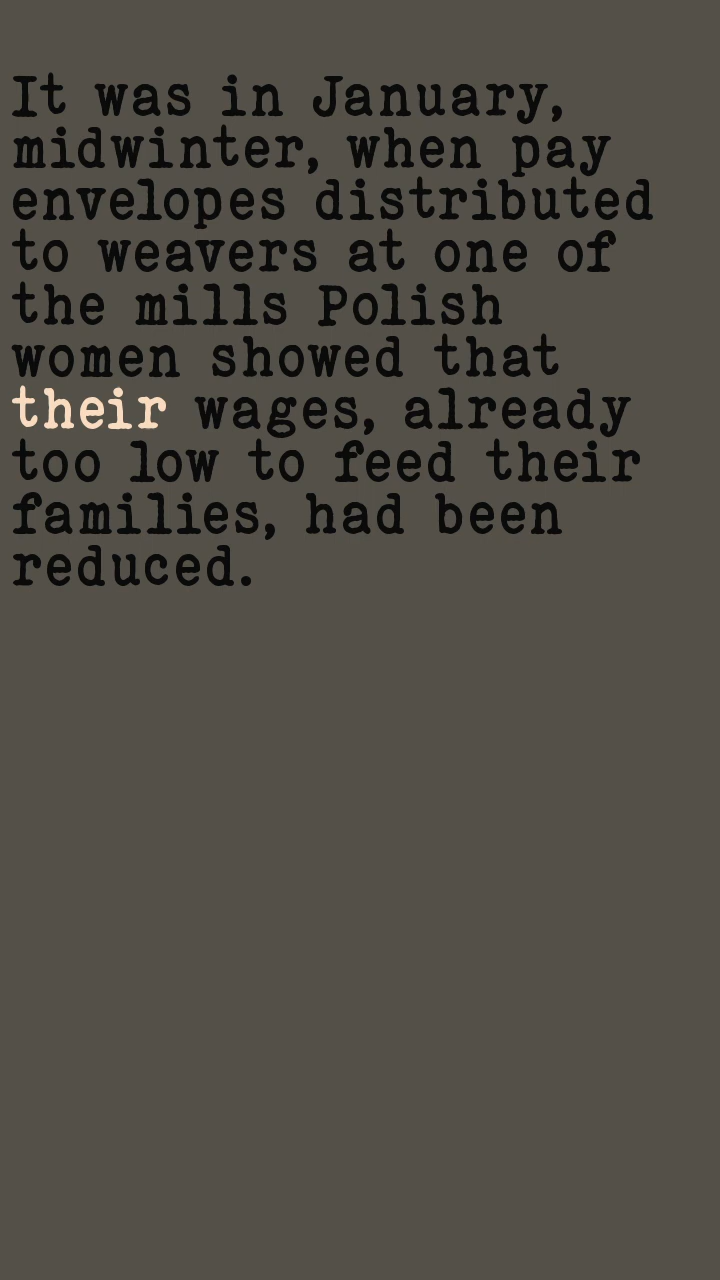 It was in January,
midwinter, when pay
envelopes distributed
to weavers at one of
the mills Polish
women showed that
their wages, already
too low to feed their
families, had been
reduced.